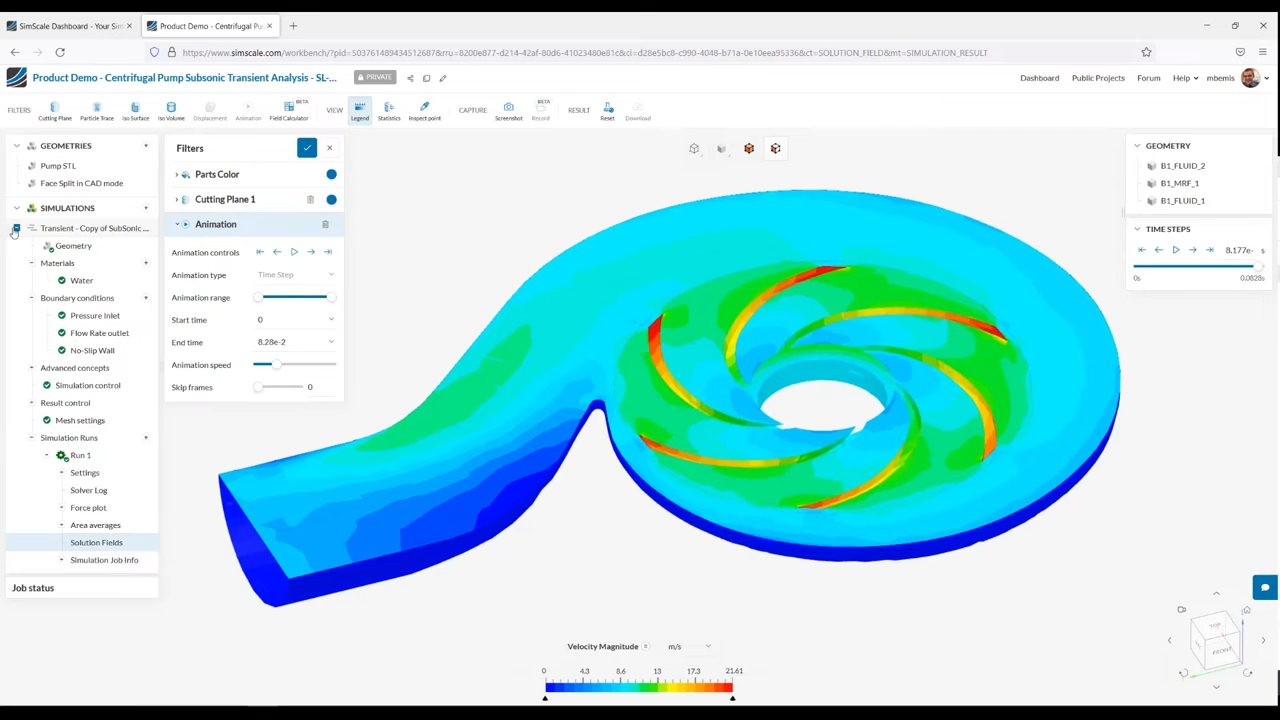 SimScale Dashboard - Your Sim
Product Demo - Centrifugal Pu
https://www.simscale.com/workbench/?pid=503761489434512687&rru=8200e877-d214-42af-80d6-41023480e81c&ci=d28e5bc8-c990-4048-b71a-0e10eea95336&ct=SOLUTION_FIELD&mt=SIMULATION_RESULT
Product Demo - Centrifugal Pump Subsonic Transient Analysis - SL-...
PRIVATE
Dashboard
Public Projects
Forum
Help
mbemis
FILTERS
Cutting Plane
Particle Trace
Iso Surface
Iso Volume
Displacement
Animation
BETA
Field Calculator
VIEW
Legend
Statistics
Inspect point
CAPTURE
Screenshot
BETA
Record
RESULT
Reset
Download
GEOMETRIES
Pump STL
Face Split in CAD mode
SIMULATIONS
Transient - Copy of SubSonic ...
Geometry
Materials
Water
Boundary conditions
Pressure Inlet
Flow Rate outlet
No-Slip Wall
Advanced concepts
Simulation control
Result control
Mesh settings
Simulation Runs
Run 1
Settings
Solver Log
Force plot
Area averages
Solution Fields
Simulation Job Info
Job status
Filters
Parts Color
Cutting Plane 1
Animation
Animation controls
Animation type
Time Step
Animation range
Start time
0
End time
8.28e-2
Animation speed
Skip frames
0
GEOMETRY
B1_FLUID_2
B1_MRF_1
B1_FLUID_1
TIME STEPS
8.177e- s
0s
0.0828s
TOP
FRONT
Velocity Magnitude
m/s
0 4.3 8.6 13 17.3 21.61